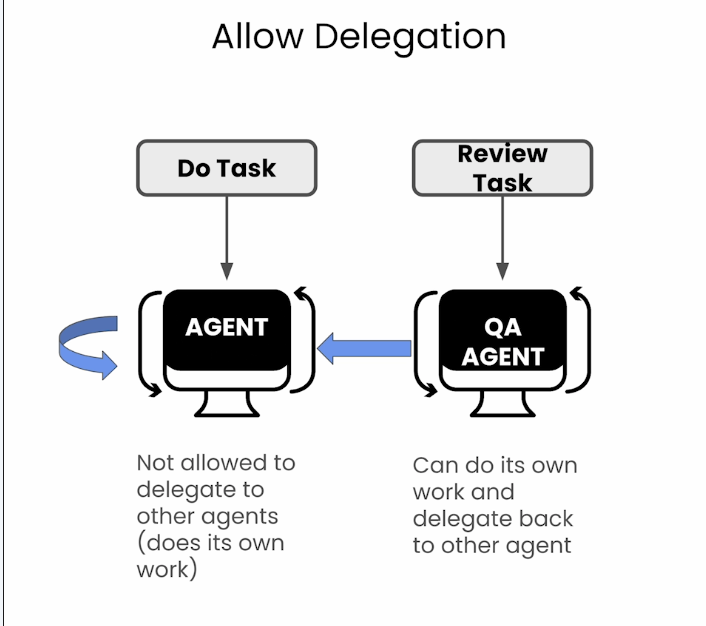 Allow Delegation
Do Task
Review
Task
AGENT
QA
AGENT
Not allowed to
delegate to
other agents
(does its own
work)
Can do its own
work and
delegate back
to other agent